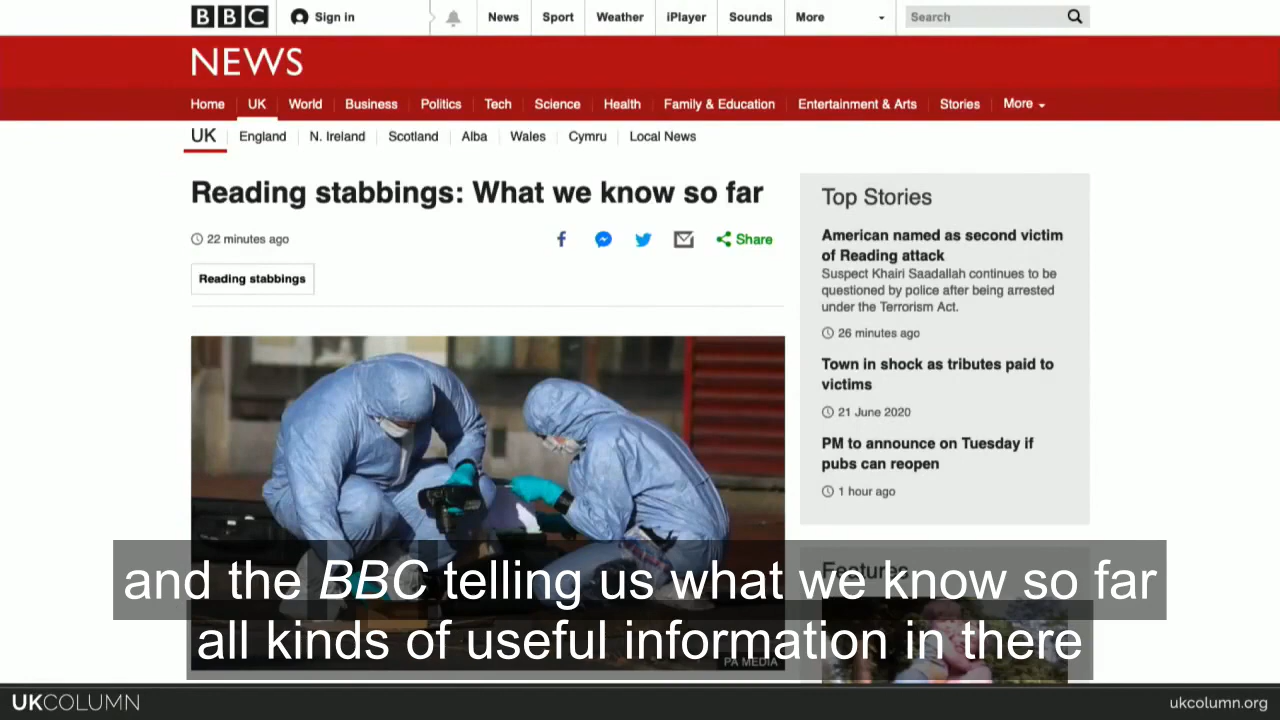 BBC Sign in News Sport Weather iPlayer Sounds More Search
NEWS
Home UK World Business Politics Tech Science Health Family & Education Entertainment & Arts Stories More
UK England N. Ireland Scotland Alba Wales Cymru Local News
Reading stabbings: What we know so far
22 minutes ago
Share
Reading stabbings
Top Stories
American named as second victim
of Reading attack
Suspect Khairi Saadallah continues to be
questioned by police after being arrested
under the Terrorism Act.
26 minutes ago
Town in shock as tributes paid to
victims
21 June 2020
PM to announce on Tuesday if
pubs can reopen
1 hour ago
Features
and the BBC telling us what we know so far
all kinds of useful information in there
PA MEDIA
UKCOLUMN
ukcolumn.org